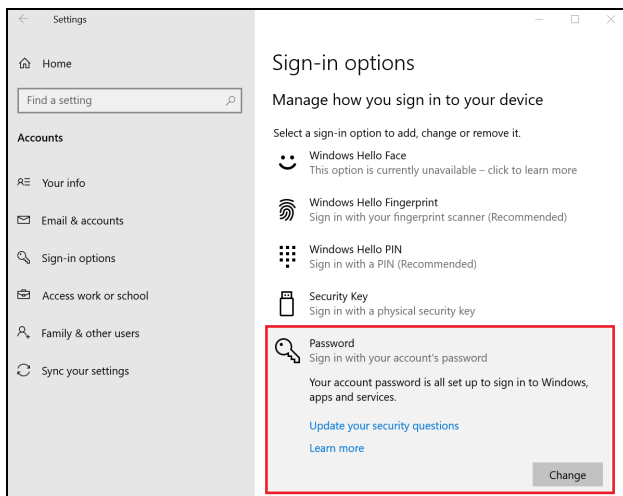 Settings
Home
Find a setting
Accounts
Your info
Email & accounts
Sign-in options
Access work or school
Family & other users
Sync your settings
Sign-in options
Manage how you sign in to your device
Select a sign-in option to add, change or remove it.
Windows Hello Face
This option is currently unavailable – click to learn more
Windows Hello Fingerprint
Sign in with your fingerprint scanner (Recommended)
Windows Hello PIN
Sign in with a PIN (Recommended)
Security Key
Sign in with a physical security key
Password
Sign in with your account's password
Your account password is all set up to sign in to Windows,
apps and services.
Update your security questions
Learn more
Change